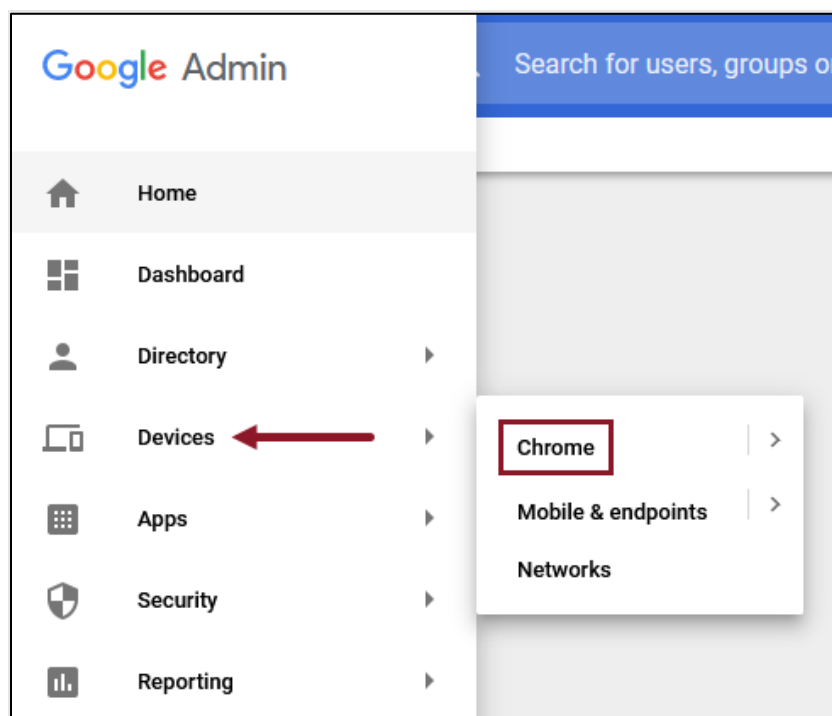 Google Admin
Search for users, groups o
Home
Dashboard
Directory
Devices
Chrome
Apps
Mobile & endpoints
Networks
Security
Reporting